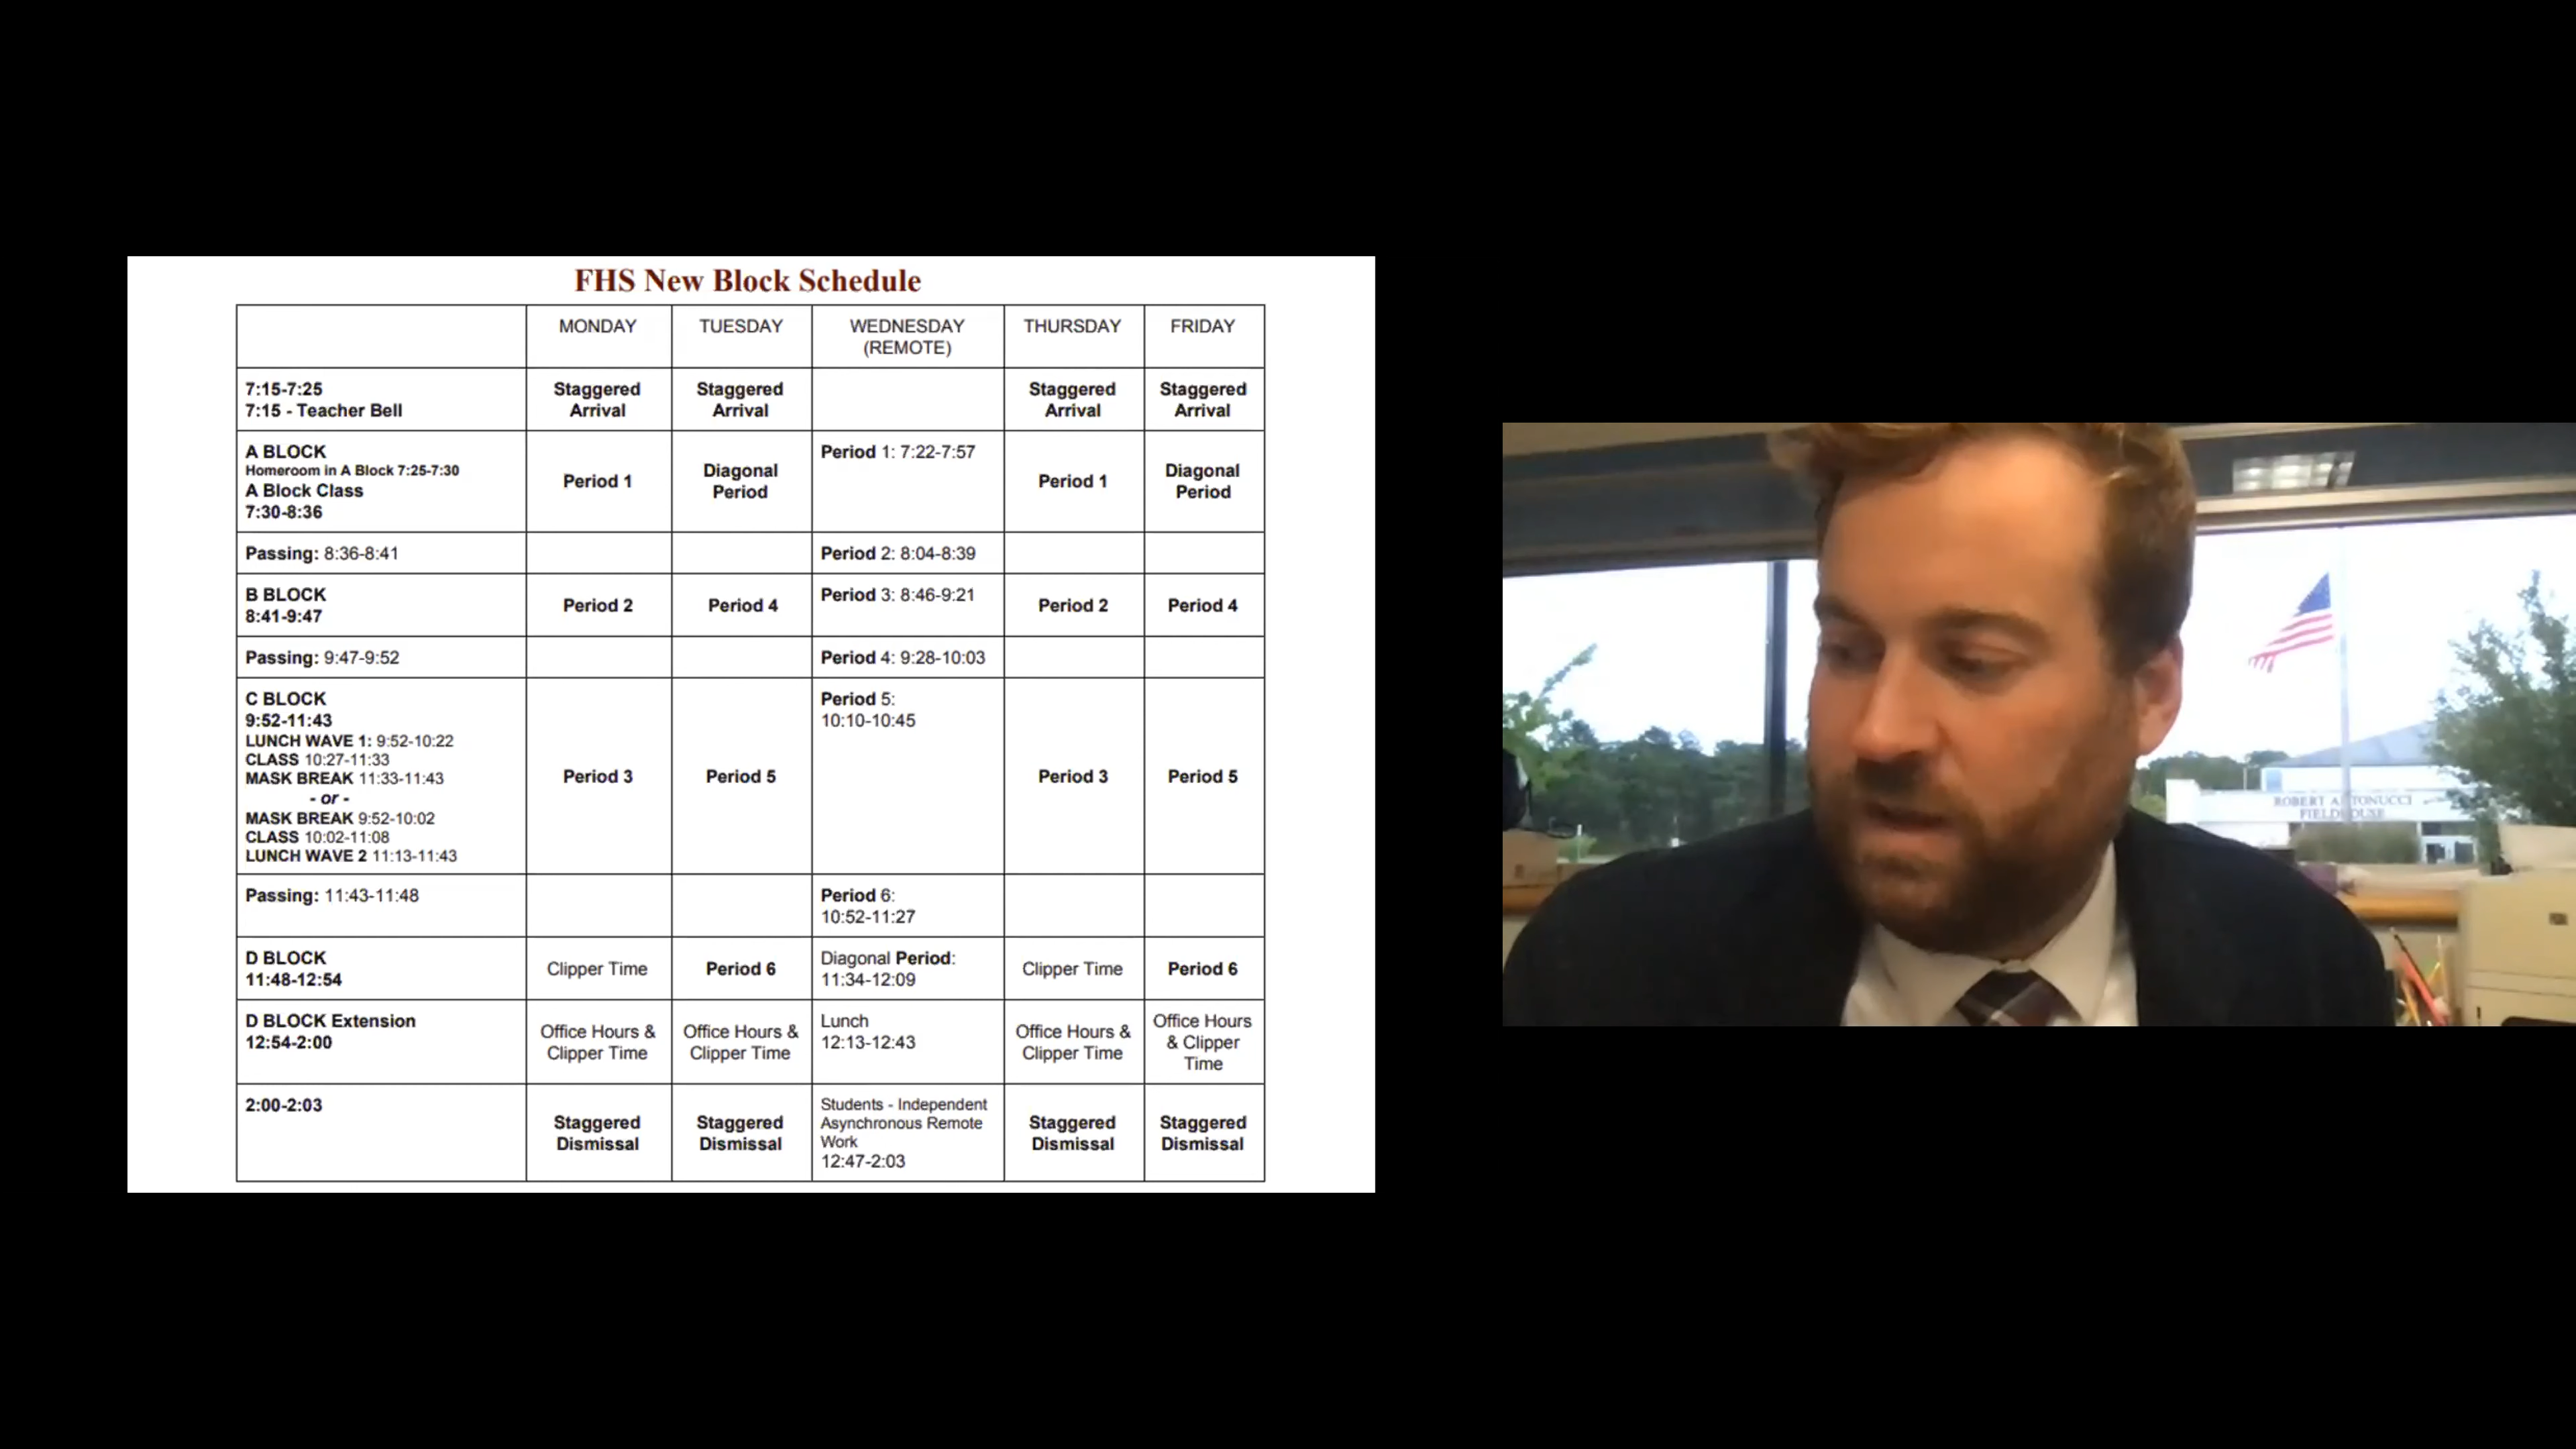 FHS New Block Schedule
MONDAY
TUESDAY
WEDNESDAY
(REMOTE)
THURSDAY
FRIDAY
7:15-7:25
7:15 - Teacher Bell
Staggered
Arrival
Staggered
Arrival
Staggered
Arrival
Staggered
Arrival
A BLOCK
Homeroom in A Block 7:25-7:30
A Block Class
7:30-8:36
Period 1
Diagonal
Period
Period 1: 7:22-7:57
Period 1
Diagonal
Period
Passing: 8:36-8:41
Period 2: 8:04-8:39
B BLOCK
8:41-9:47
Period 2
Period 4
Period 3: 8:46-9:21
Period 2
Period 4
Passing: 9:47-9:52
Period 4: 9:28-10:03
C BLOCK
9:52-11:43
LUNCH WAVE 1: 9:52-10:22
CLASS 10:27-11:33
MASK BREAK 11:33-11:43
- or -
MASK BREAK 9:52-10:02
CLASS 10:02-11:08
LUNCH WAVE 2 11:13-11:43
Period 3
Period 5
Period 5:
10:10-10:45
Period 3
Period 5
Passing: 11:43-11:48
Period 6:
10:52-11:27
D BLOCK
11:48-12:54
Clipper Time
Period 6
Diagonal Period:
11:34-12:09
Clipper Time
Period 6
D BLOCK Extension
12:54-2:00
Office Hours &
Clipper Time
Office Hours &
Clipper Time
Lunch
12:13-12:43
Office Hours &
Clipper Time
Office Hours
& Clipper
Time
2:00-2:03
Staggered
Dismissal
Staggered
Dismissal
Students - Independent
Asynchronous Remote
Work
12:47-2:03
Staggered
Dismissal
Staggered
Dismissal
ROBERT ANTONUCCI
FIELDHOUSE